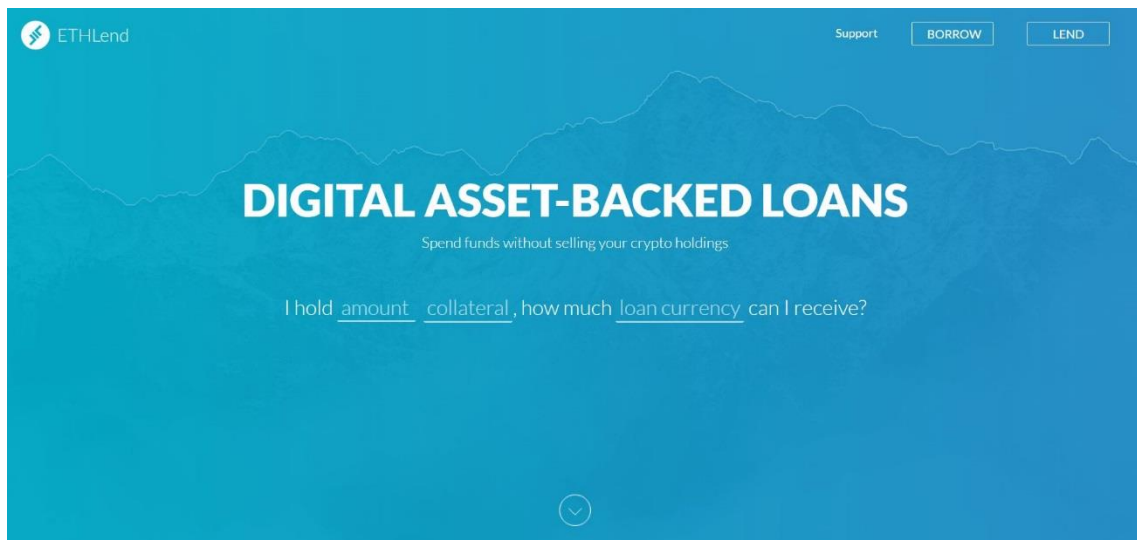 ETHLend
Support
BORROW
LEND
DIGITAL ASSET-BACKED LOANS
Spend funds without selling your crypto holdings
I hold amount collateral, how much loan currency can I receive?